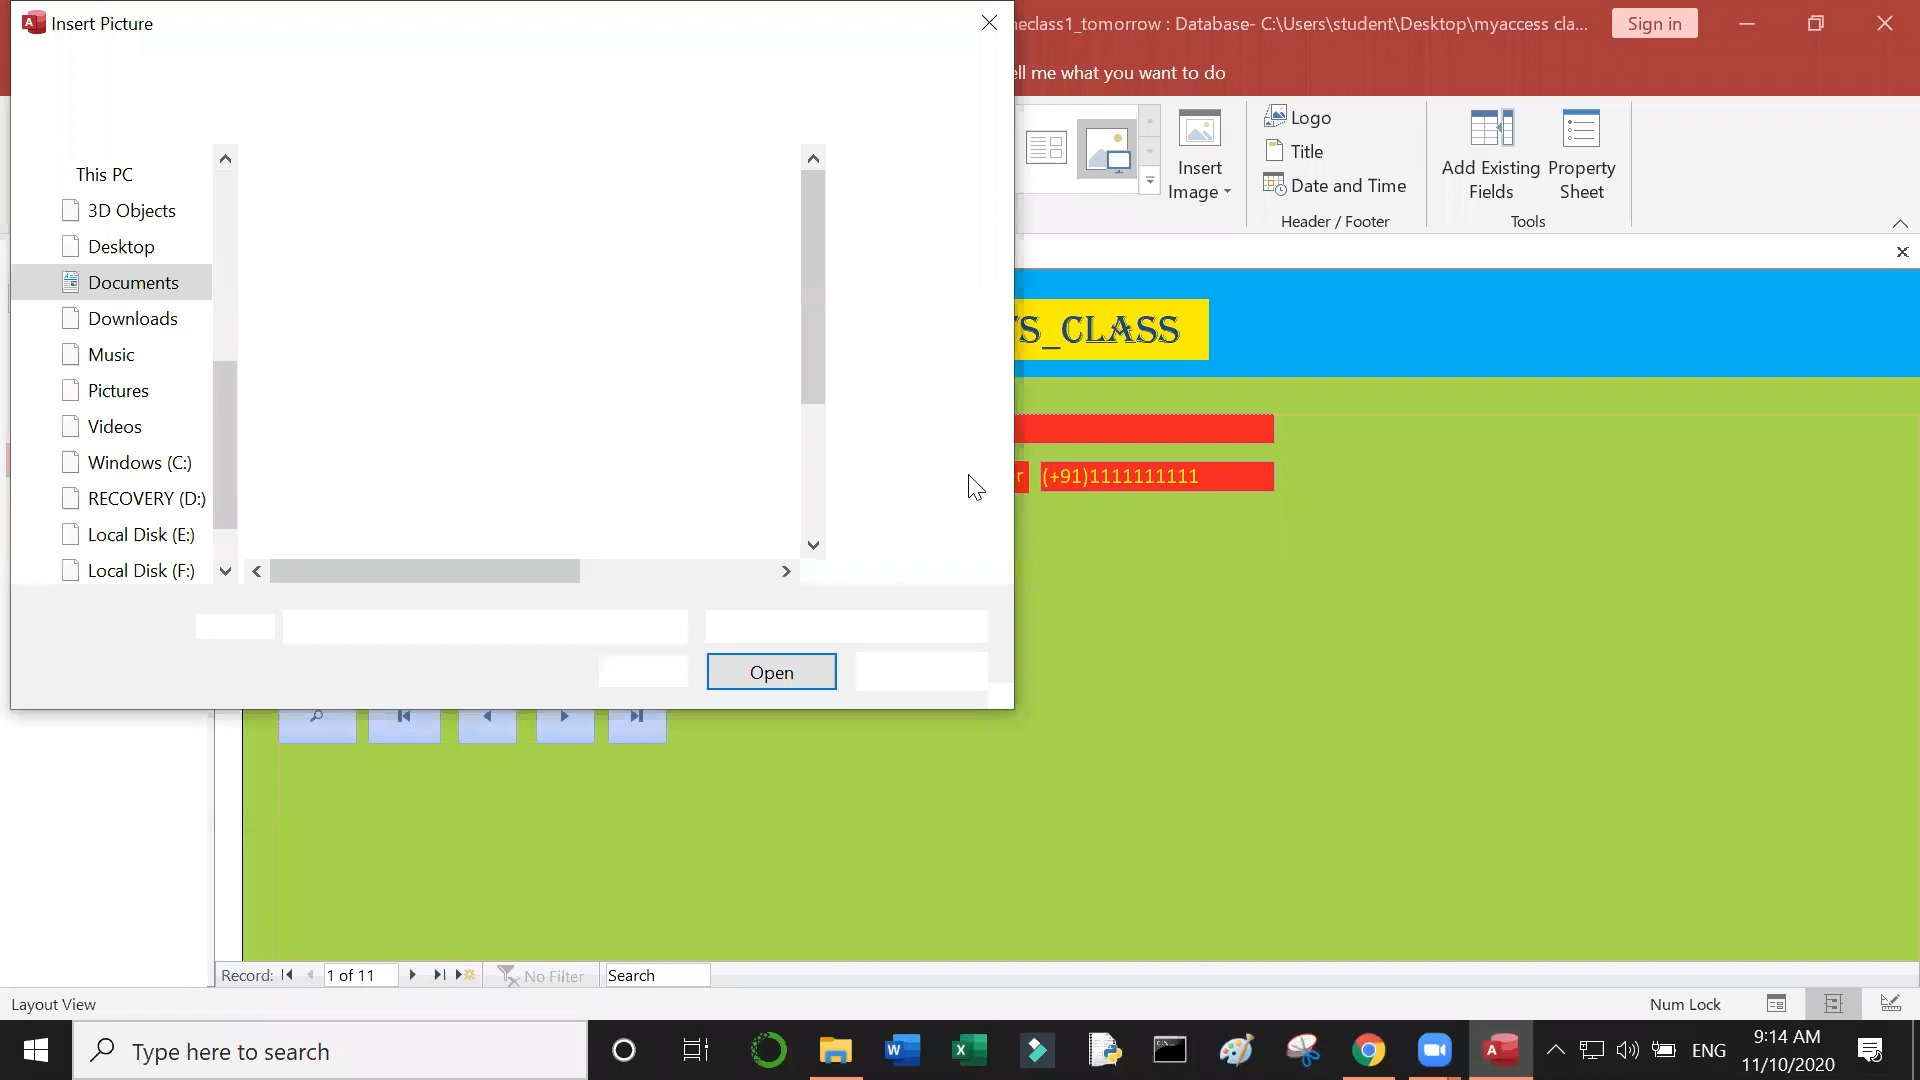 Insert Picture
neclass1_tomorrow : Database- C:\Users\student\Desktop\myaccess cla...
Sign in
ell me what you want to do
This PC
3D Objects
Desktop
Documents
Downloads
Music
Pictures
Videos
Windows (C:)
RECOVERY (D:)
Local Disk (E:)
Local Disk (F:)
Open
Insert
Image
Logo
Title
Date and Time
Header / Footer
Add Existing
Fields
Property
Sheet
Tools
TS_CLASS
r
(+91)1111111111
Record:
1 of 11
No Filter
Search
Layout View
Num Lock
Type here to search
ENG
9:14 AM
11/10/2020